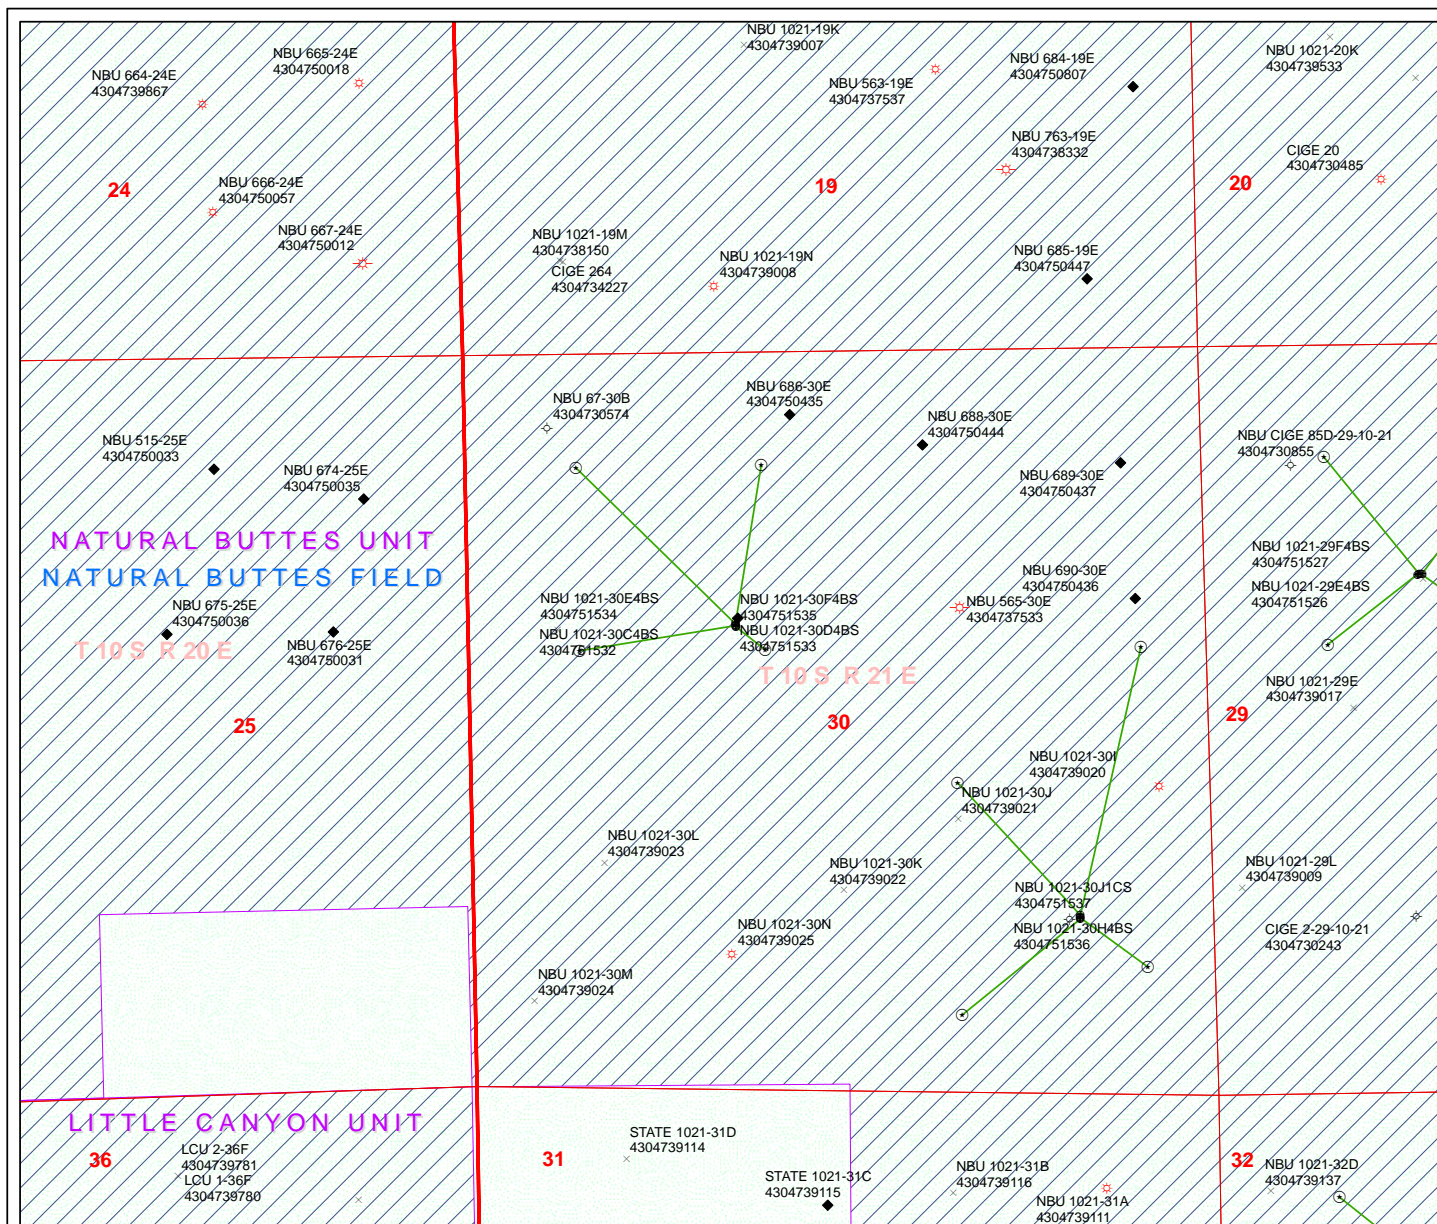 NBU 1021-19K
4304739007
NBU 665-24E
4304750018
NBU 684-19E
4304750807
NBU 1021-20K
4304739533
NBU 664-24E
4304739867
NBU 563-19E
4304737537
NBU 763-19E
4304738332
CIGE 20
4304730485
24
NBU 666-24E
4304750057
19
20
NBU 667-24E
4304750012
NBU 1021-19M
4304738150
CIGE 264
4304734227
NBU 1021-19N
4304739008
NBU 685-19E
4304750447
NBU 67-30B
4304730574
NBU 686-30E
4304750435
NBU 688-30E
4304750444
NBU 515-25E
4304750033
NBU 674-25E
4304750035
NBU 689-30E
4304750437
NBU CIGE 85D-29-10-21
4304730855
NATURAL BUTTES UNIT
NATURAL BUTTES FIELD
NBU 1021-29F4BS
4304751527
NBU 1021-29E4BS
4304751526
NBU 690-30E
4304750436
NBU 565-30E
4304737533
NBU 1021-30E4BS
4304751534
NBU 1021-30F4BS
4304751535
NBU 1021-30C4BS
4304751532
NBU 1021-30D4BS
4304751533
NBU 675-25E
4304750036
NBU 676-25E
4304750031
T 10 S R 20 E
T 10 S R 21 E
NBU 1021-29E
4304739017
25
30
29
NBU 1021-30I
4304739020
NBU 1021-30J
4304739021
NBU 1021-30L
4304739023
NBU 1021-30K
4304739022
NBU 1021-29L
4304739009
NBU 1021-30J1CS
4304751537
NBU 1021-30H4BS
4304751536
NBU 1021-30N
4304739025
CIGE 2-29-10-21
4304730243
NBU 1021-30M
4304739024
LITTLE CANYON UNIT
36
LCU 2-36F
4304739781
LCU 1-36F
4304739780
31
STATE 1021-31D
4304739114
STATE 1021-31C
4304739115
NBU 1021-31B
4304739116
NBU 1021-31A
4304739111
32
NBU 1021-32D
4304739137